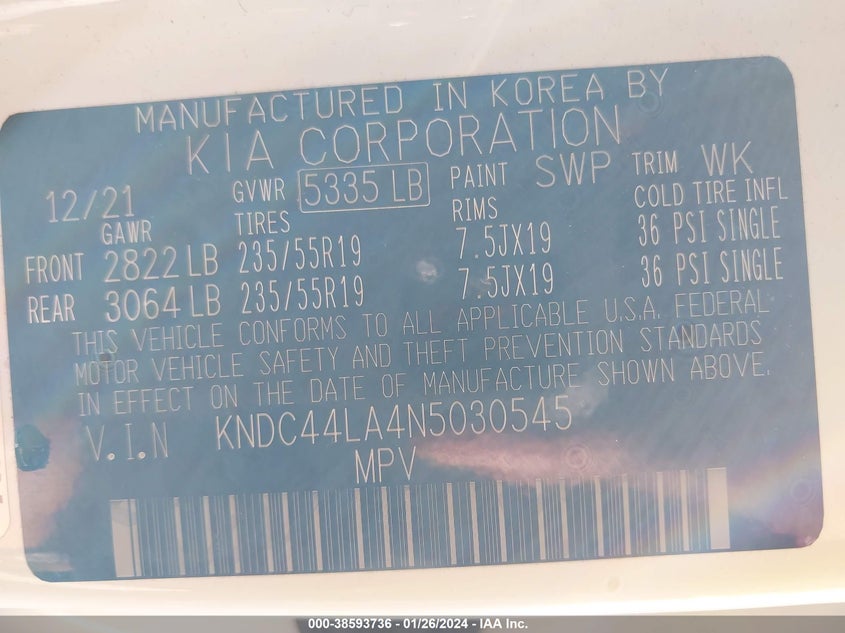 MANUFACTURED IN KOREA BY
KIA CORPORATION
12/21 GVWR 5335 LB PAINT SWP TRIM WK
GAWR TIRES RIMS COLD TIRE INFL
FRONT 2822 LB 235/55R19 7.5JX19 36 PSI SINGLE
REAR 3064 LB 235/55R19 7.5JX19 36 PSI SINGLE
THIS VEHICLE CONFORMS TO ALL APPLICABLE U.S.A. FEDERAL
MOTOR VEHICLE SAFETY AND THEFT PREVENTION STANDARDS
IN EFFECT ON THE DATE OF MANUFACTURE SHOWN ABOVE.
V.I.N KNDC44LA4N5030545
MPV
000-38593736 - 01/26/2024 - IAA Inc.